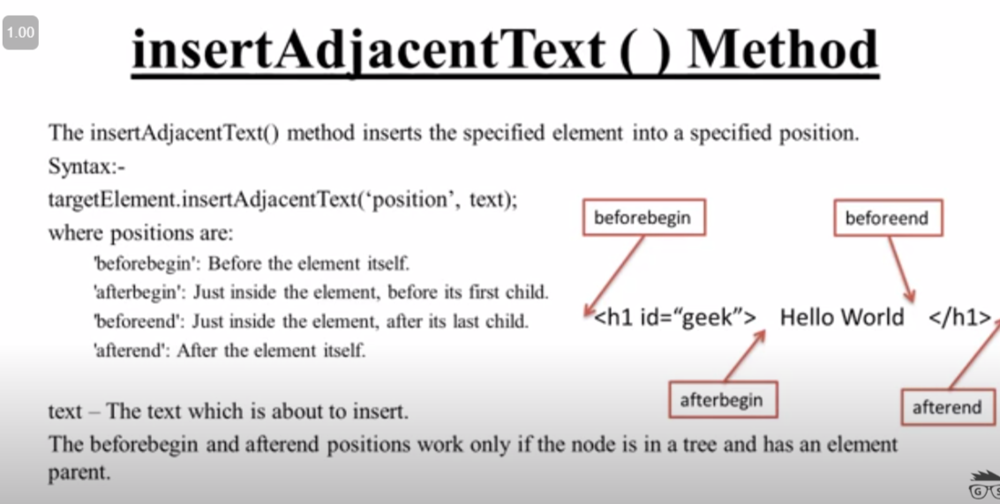 1.00
insertAdjacentText ( ) Method
The insertAdjacentText() method inserts the specified element into a specified position.
Syntax:-
targetElement.insertAdjacentText(‘position’, text);
where positions are:
'beforebegin': Before the element itself.
'afterbegin': Just inside the element, before its first child.
'beforeend': Just inside the element, after its last child.
'afterend': After the element itself.
beforebegin
beforeend
<h1 id=“geek”> Hello World </h1>
afterbegin
afterend
text – The text which is about to insert.
The beforebegin and afterend positions work only if the node is in a tree and has an element
parent.
G S